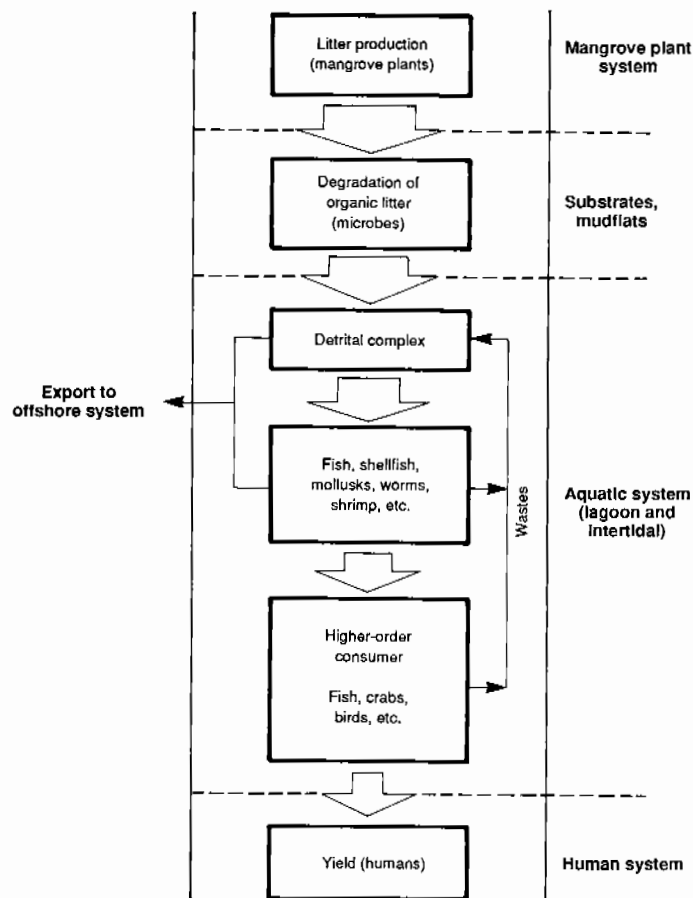 Litter production
(mangrove plants)
Mangrove plant
system
Degradation of
organic litter
(microbes)
Substrates,
mudflats
Detrital complex
Export to
offshore system
Fish, shellfish,
mollusks, worms,
shrimp, etc.
Wastes
Aquatic system
(lagoon and
intertidal)
Higher-order
consumer
Fish, crabs,
birds, etc.
Yield (humans)
Human system